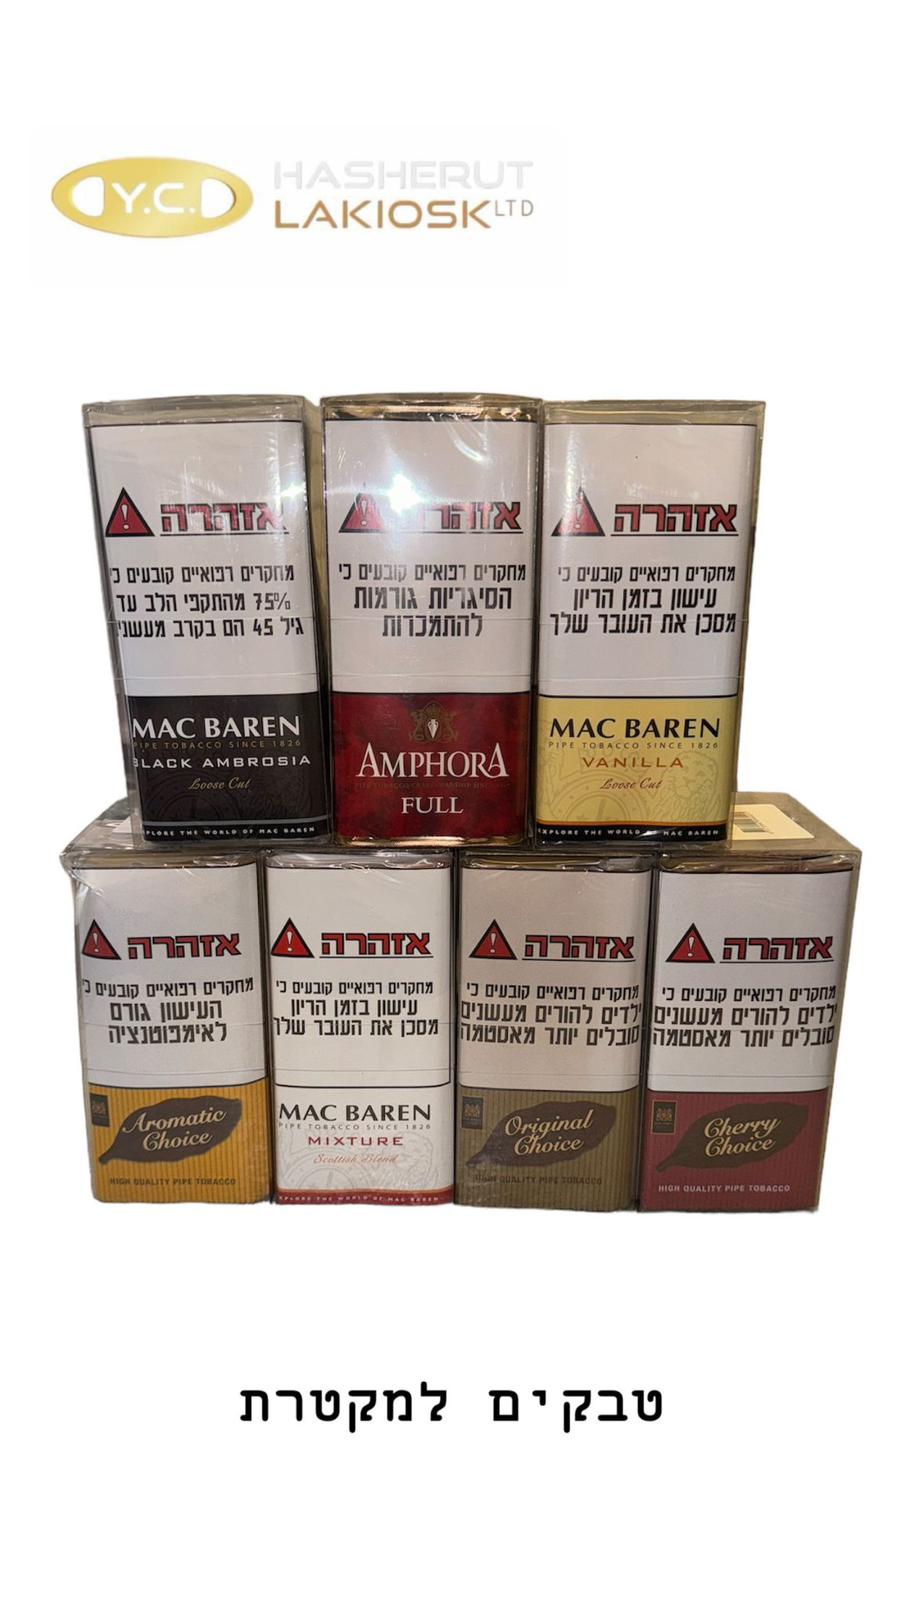 Y.C.
HASHERUT
LAKIOSK LTD
אזהרה
מחקרים רפואיים קובעים כי
75% מהתקפי הלב עד
גיל 45 הם בקרב מעשני
MAC BAREN
PIPE TOBACCO SINCE 1826
BLACK AMBROSIA
Loose Cut
EXPLORE THE WORLD OF MAC BAREN
אזהרה
מחקרים רפואיים קובעים כי
הסיגריות גורמות
להתמכרות
AMPHORA
FULL
אזהרה
מחקרים רפואיים קובעים כי
עישון בזמן הריון
מסכן את העובר שלך
MAC BAREN
PIPE TOBACCO SINCE 1826
VANILLA
Loose Cut
EXPLORE THE WORLD OF MAC BAREN
אזהרה
מחקרים רפואיים קובעים כי
העישון גורם
לאימפוטנציה
Aromatic
Choice
HIGH QUALITY PIPE TOBACCO
אזהרה
מחקרים רפואיים קובעים כי
עישון בזמן הריון
מסכן את העובר שלך
MAC BAREN
PIPE TOBACCO SINCE 1826
MIXTURE
Scottish Blend
EXPLORE THE WORLD OF MAC BAREN
אזהרה
מחקרים רפואיים קובעים כי
ילדים להורים מעשנים
סובלים יותר מאסטמה
Original
Choice
HIGH QUALITY PIPE TOBACCO
אזהרה
מחקרים רפואיים קובעים כי
ילדים להורים מעשנים
סובלים יותר מאסטמה
Cherry
Choice
HIGH QUALITY PIPE TOBACCO
טבקים למקטרת